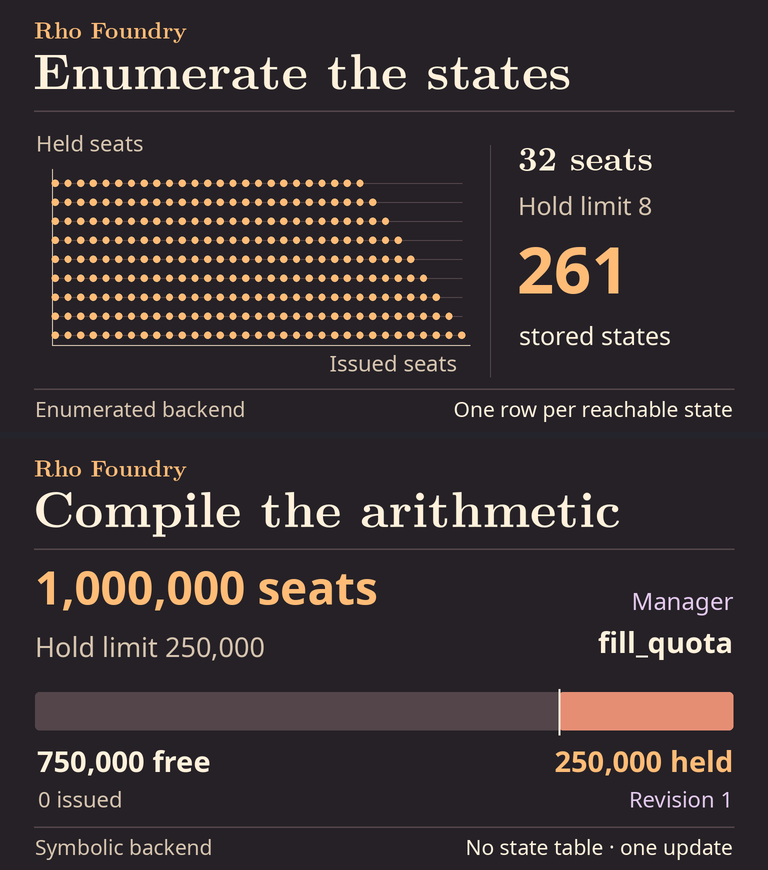 Rho Foundry
Enumerate the states
Held seats
32 seats
Hold limit 8
261
stored states
Issued seats
Enumerated backend
One row per reachable state
Rho Foundry
Compile the arithmetic
1,000,000 seats
Manager
Hold limit 250,000
fill_quota
750,000 free
250,000 held
0 issued
Revision 1
Symbolic backend
No state table · one update